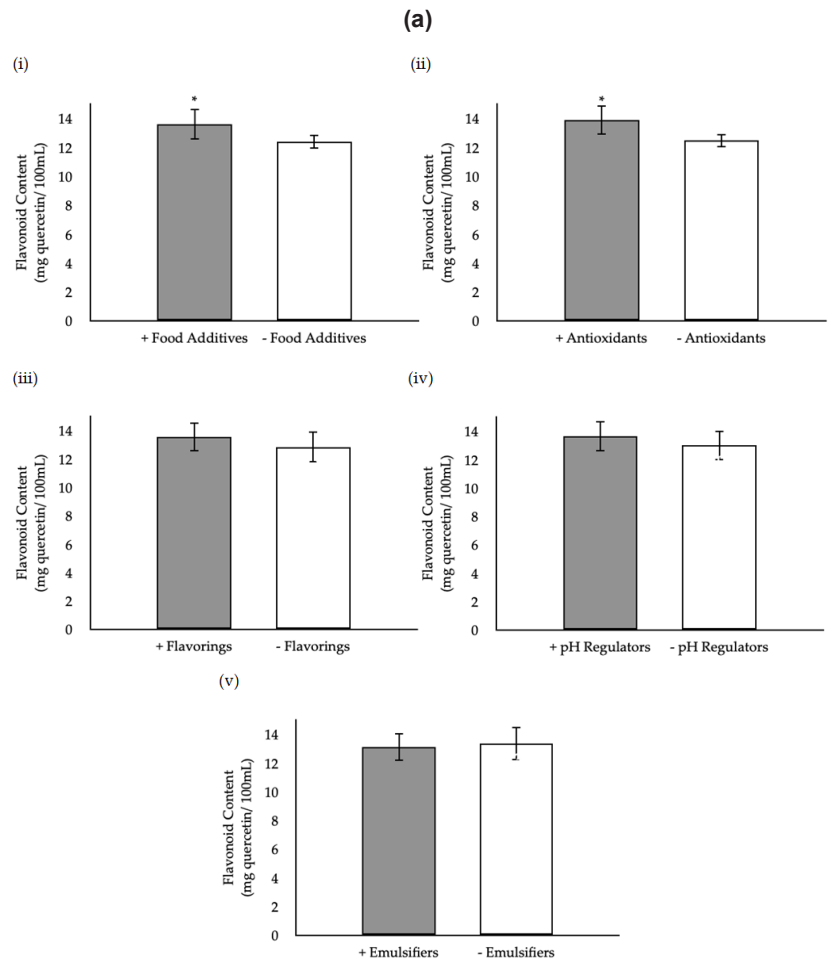 (a)
(i)
*
14
12
10
8
6
4
2
0
Flavonoid Content
(mg quercetin/ 100mL)
+ Food Additives - Food Additives
(ii)
*
14
12
10
8
6
4
2
0
Flavonoid Content
(mg quercetin/ 100mL)
+ Antioxidants - Antioxidants
(iii)
14
12
10
8
6
4
2
0
Flavonoid Content
(mg quercetin/ 100mL)
+ Flavorings - Flavorings
(iv)
14
12
10
8
6
4
2
0
Flavonoid Content
(mg quercetin/ 100mL)
+ pH Regulators - pH Regulators
(v)
14
12
10
8
6
4
2
0
Flavonoid Content
(mg quercetin/ 100mL)
+ Emulsifiers - Emulsifiers